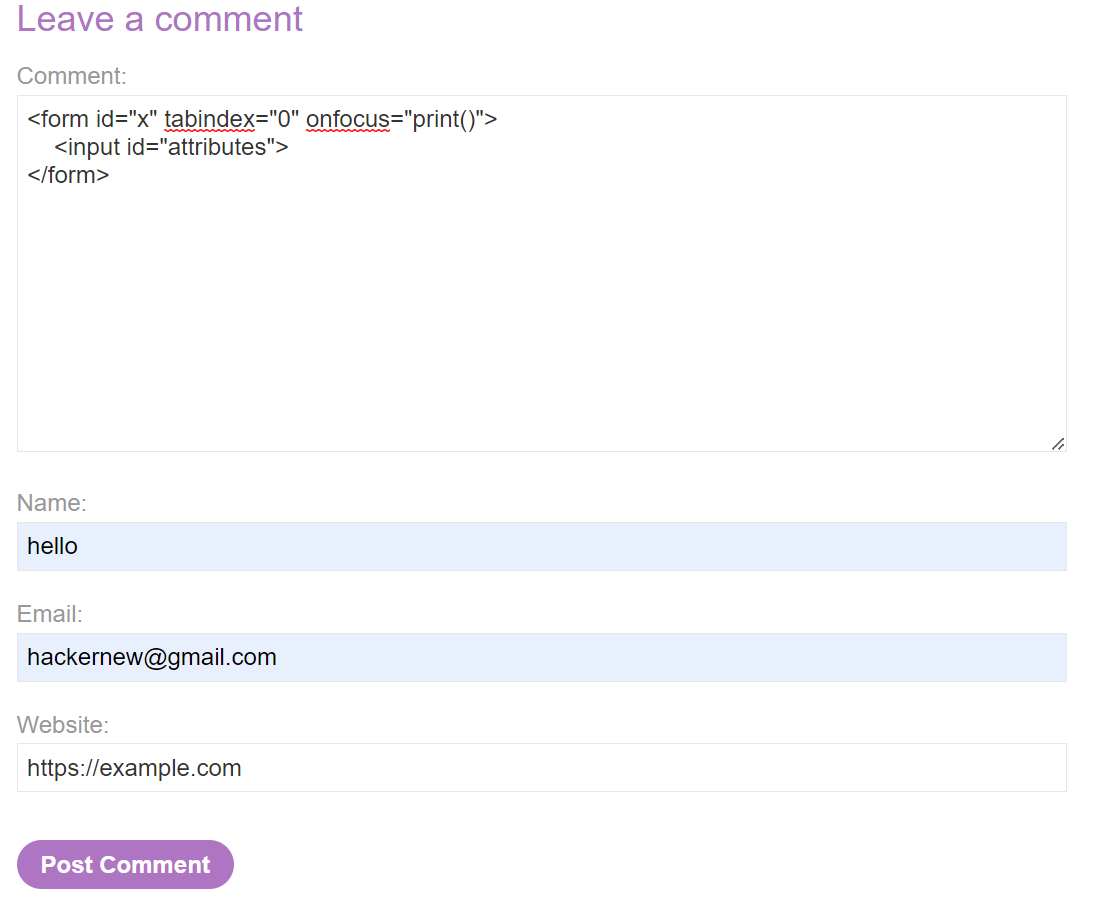 Leave a comment
Comment:
<form id="x" tabindex="0" onfocus="print()">
    <input id="attributes">
</form>
Name:
hello
Email:
hackernew@gmail.com
Website:
https://example.com
Post Comment